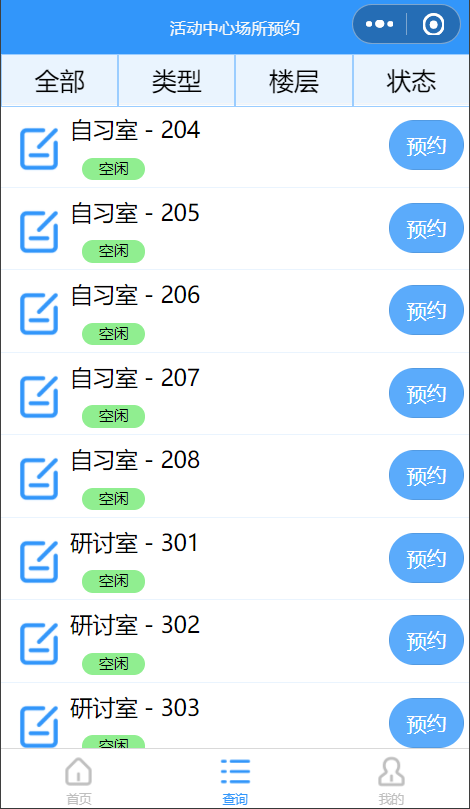 活动中心场所预约
全部 类型 楼层 状态
自习室 - 204
空闲
预约
自习室 - 205
空闲
预约
自习室 - 206
空闲
预约
自习室 - 207
空闲
预约
自习室 - 208
空闲
预约
研讨室 - 301
空闲
预约
研讨室 - 302
空闲
预约
研讨室 - 303
空闲
预约
首页 查询 我的